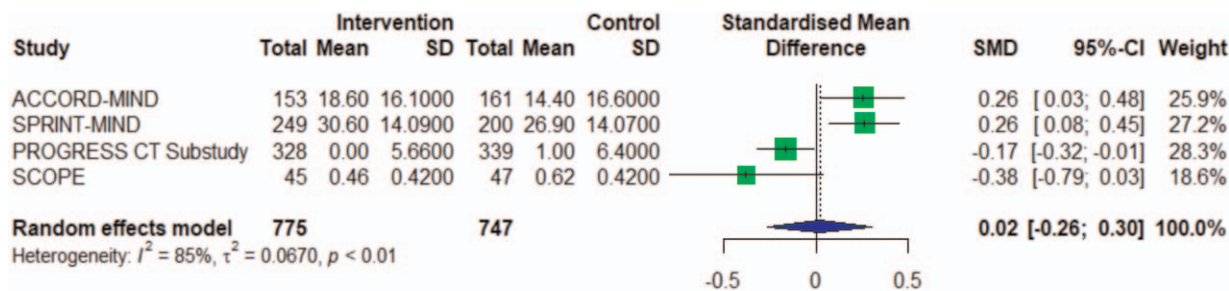 Intervention Control Standardised Mean
Study Total Mean SD Total Mean SD Difference SMD 95%-CI Weight
ACCORD-MIND 153 18.60 16.1000 161 14.40 16.6000 0.26 [ 0.03; 0.48] 25.9%
SPRINT-MIND 249 30.60 14.0900 200 26.90 14.0700 0.26 [ 0.08; 0.45] 27.2%
PROGRESS CT Substudy 328 0.00 5.6600 339 1.00 6.4000 -0.17 [-0.32; -0.01] 28.3%
SCOPE 45 0.46 0.4200 47 0.62 0.4200 -0.38 [-0.79; 0.03] 18.6%
Random effects model 775 747 0.02 [-0.26; 0.30] 100.0%
Heterogeneity: I² = 85%, τ² = 0.0670, p < 0.01
-0.5 0 0.5